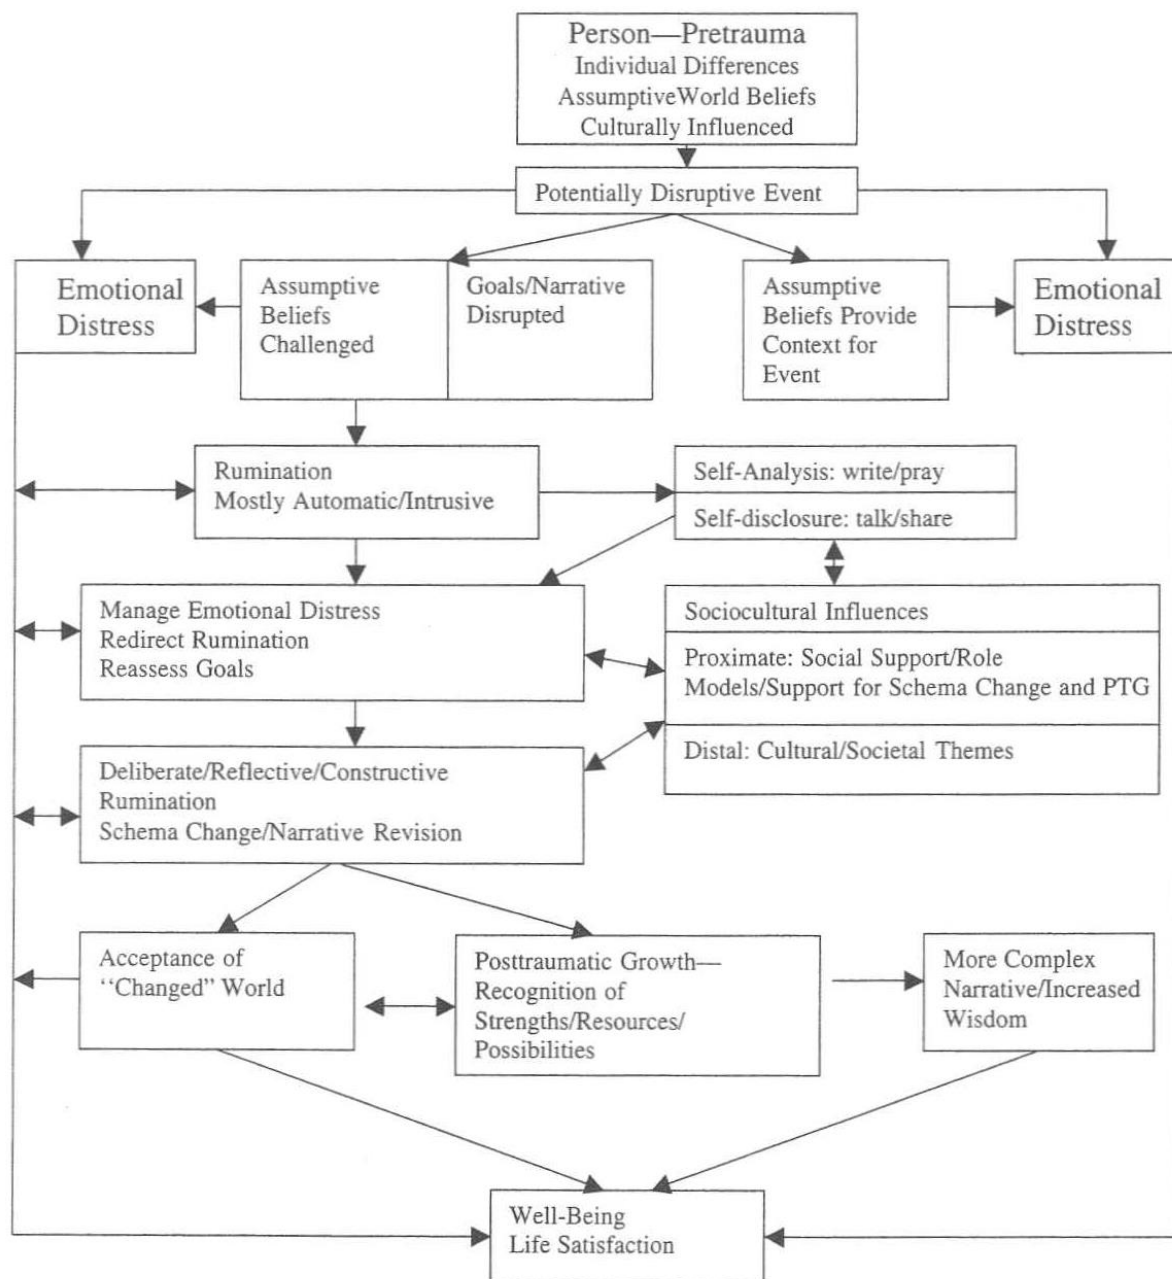 Person—Pretrauma
Individual Differences
AssumptiveWorld Beliefs
Culturally Influenced
Potentially Disruptive Event
Emotional
Distress
Assumptive
Beliefs
Challenged
Goals/Narrative
Disrupted
Assumptive
Beliefs Provide
Context for
Event
Emotional
Distress
Rumination
Mostly Automatic/Intrusive
Self-Analysis: write/pray
Self-disclosure: talk/share
Manage Emotional Distress
Redirect Rumination
Reassess Goals
Sociocultural Influences
Proximate: Social Support/Role
Models/Support for Schema Change and PTG
Distal: Cultural/Societal Themes
Deliberate/Reflective/Constructive
Rumination
Schema Change/Narrative Revision
Acceptance of
‘‘Changed” World
Posttraumatic Growth—
Recognition of
Strengths/Resources/
Possibilities
More Complex
Narrative/Increased
Wisdom
Well-Being
Life Satisfaction